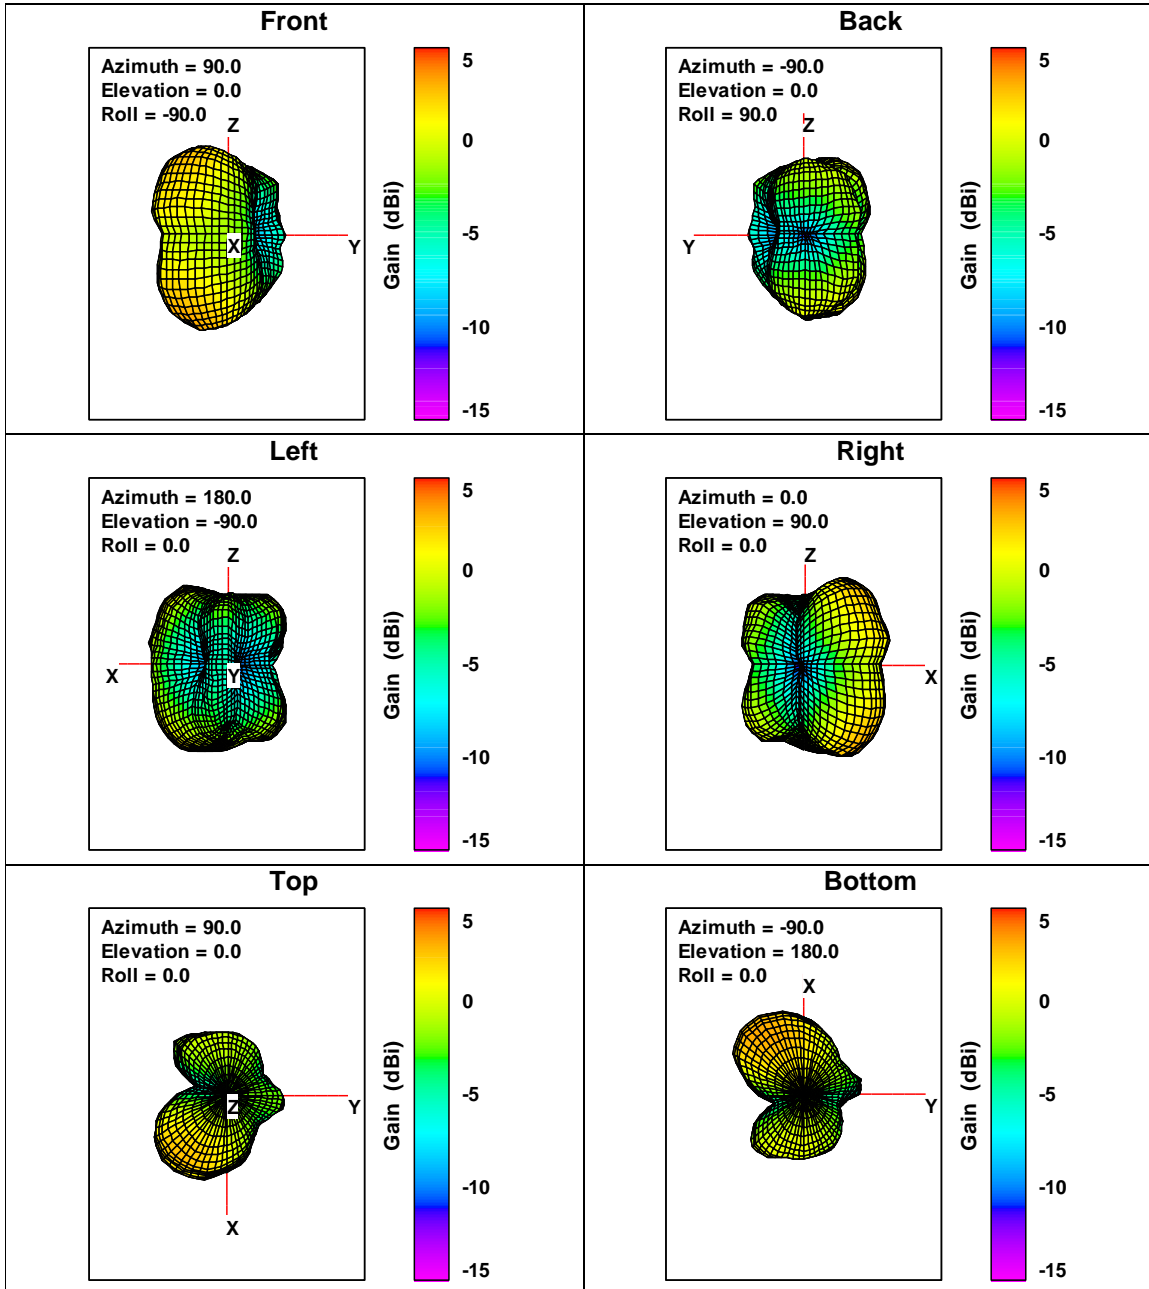 Front
Azimuth = 90.0
Elevation = 0.0
Roll = -90.0
Z
X
Y
5
0
-5
-10
-15
Gain (dBi)
Back
Azimuth = -90.0
Elevation = 0.0
Roll = 90.0
Z
Y
5
0
-5
-10
-15
Gain (dBi)
Left
Azimuth = 180.0
Elevation = -90.0
Roll = 0.0
Z
X
Y
5
0
-5
-10
-15
Gain (dBi)
Right
Azimuth = 0.0
Elevation = 90.0
Roll = 0.0
Z
X
5
0
-5
-10
-15
Gain (dBi)
Top
Azimuth = 90.0
Elevation = 0.0
Roll = 0.0
Z
Y
X
5
0
-5
-10
-15
Gain (dBi)
Bottom
Azimuth = -90.0
Elevation = 180.0
Roll = 0.0
X
Y
5
0
-5
-10
-15
Gain (dBi)